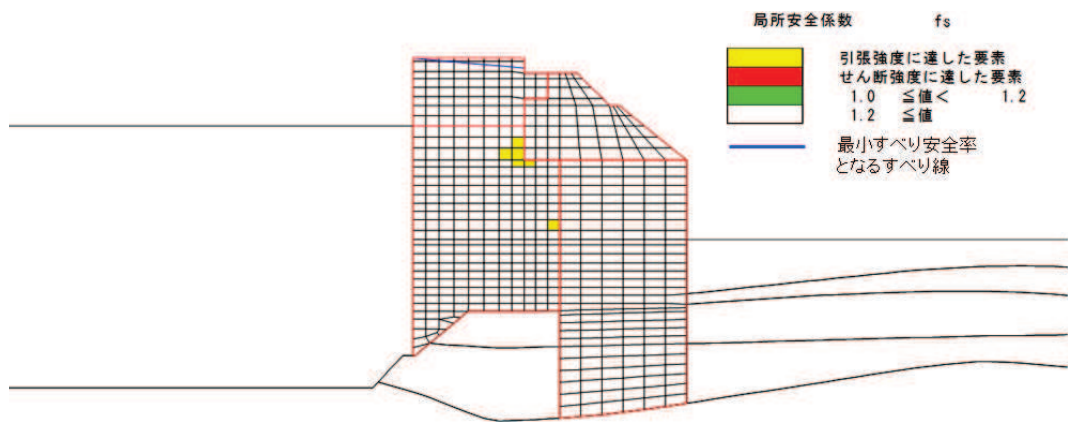 局所安全係数 fs
引張強度に達した要素
せん断強度に達した要素
1.0 ≦値< 1.2
1.2 ≦値
最小すべり安全率
となるすべり線